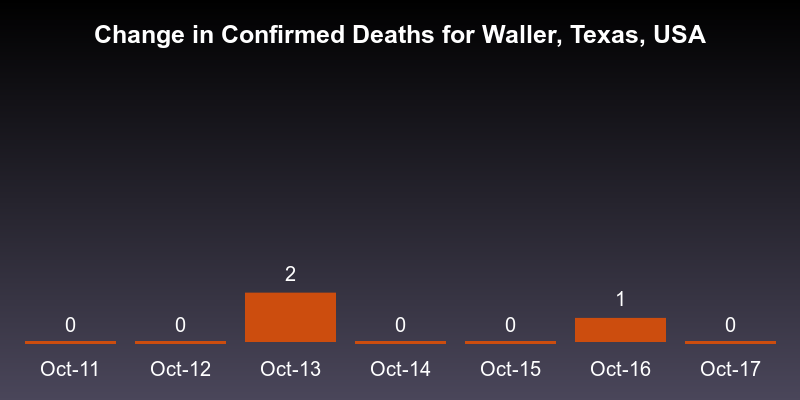 Change in Confirmed Deaths for Waller, Texas, USA
0 0 2 0 0 1 0
Oct-11 Oct-12 Oct-13 Oct-14 Oct-15 Oct-16 Oct-17